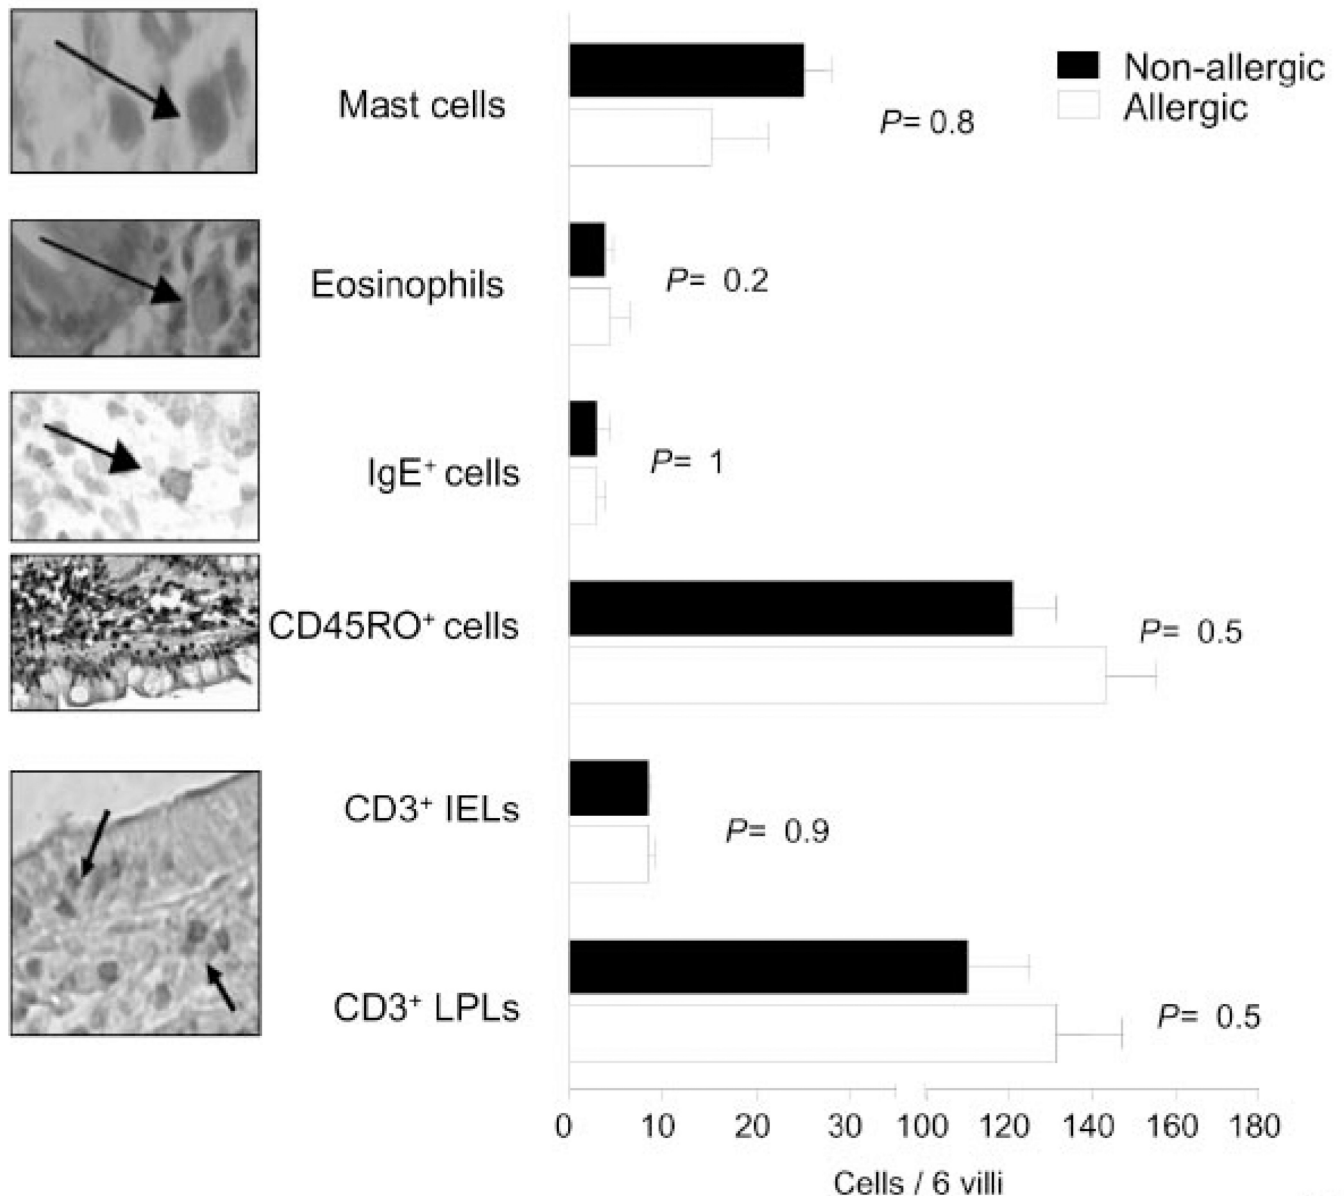 Non-allergic
Allergic
Mast cells
P= 0.8
Eosinophils
P= 0.2
IgE⁺ cells
P= 1
CD45RO⁺ cells
P= 0.5
CD3⁺ IELs
P= 0.9
CD3⁺ LPLs
P= 0.5
0 10 20 30 100 120 140 160 180
Cells / 6 villi